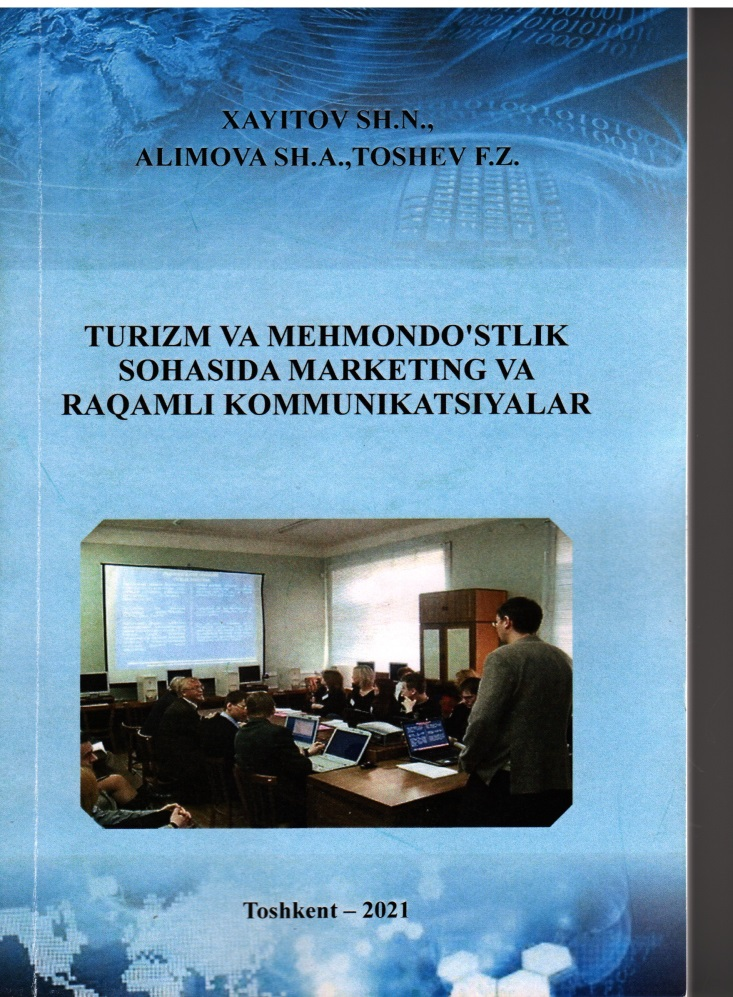 XAYITOV SH.N.,
ALIMOVA SH.A.,TOSHEV F.Z.
TURIZM VA MEHMONDO'STLIK
SOHASIDA MARKETING VA
RAQAMLI KOMMUNIKATSIYALAR
Toshkent – 2021